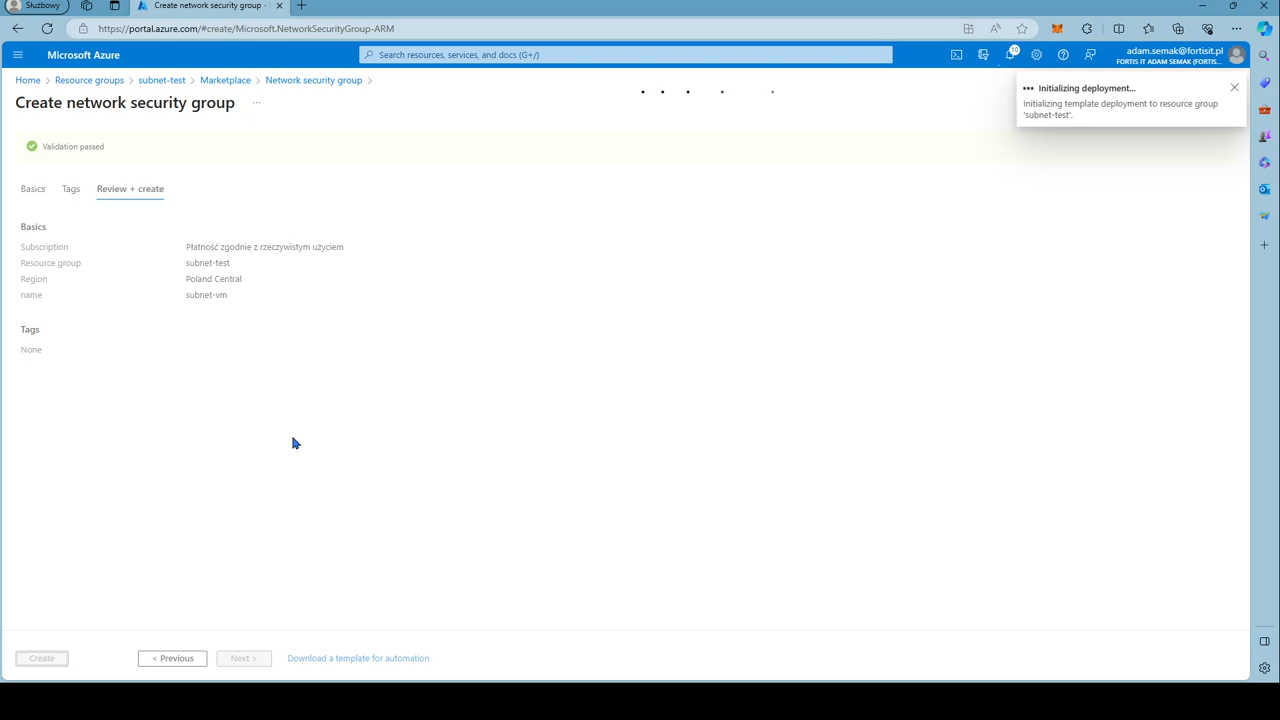 Służbowy
Create network security group -
https://portal.azure.com/#create/Microsoft.NetworkSecurityGroup-ARM
Microsoft Azure
Search resources, services, and docs (G+/)
10
adam.semak@fortisit.pl
FORTIS IT ADAM SEMAK (FORTIS...
Home > Resource groups > subnet-test > Marketplace > Network security group >
Create network security group ...
Initializing deployment...
Initializing template deployment to resource group
'subnet-test'.
Validation passed
Basics Tags Review + create
Basics
Subscription Płatność zgodnie z rzeczywistym użyciem
Resource group subnet-test
Region Poland Central
name subnet-vm
Tags
None
Create < Previous Next > Download a template for automation